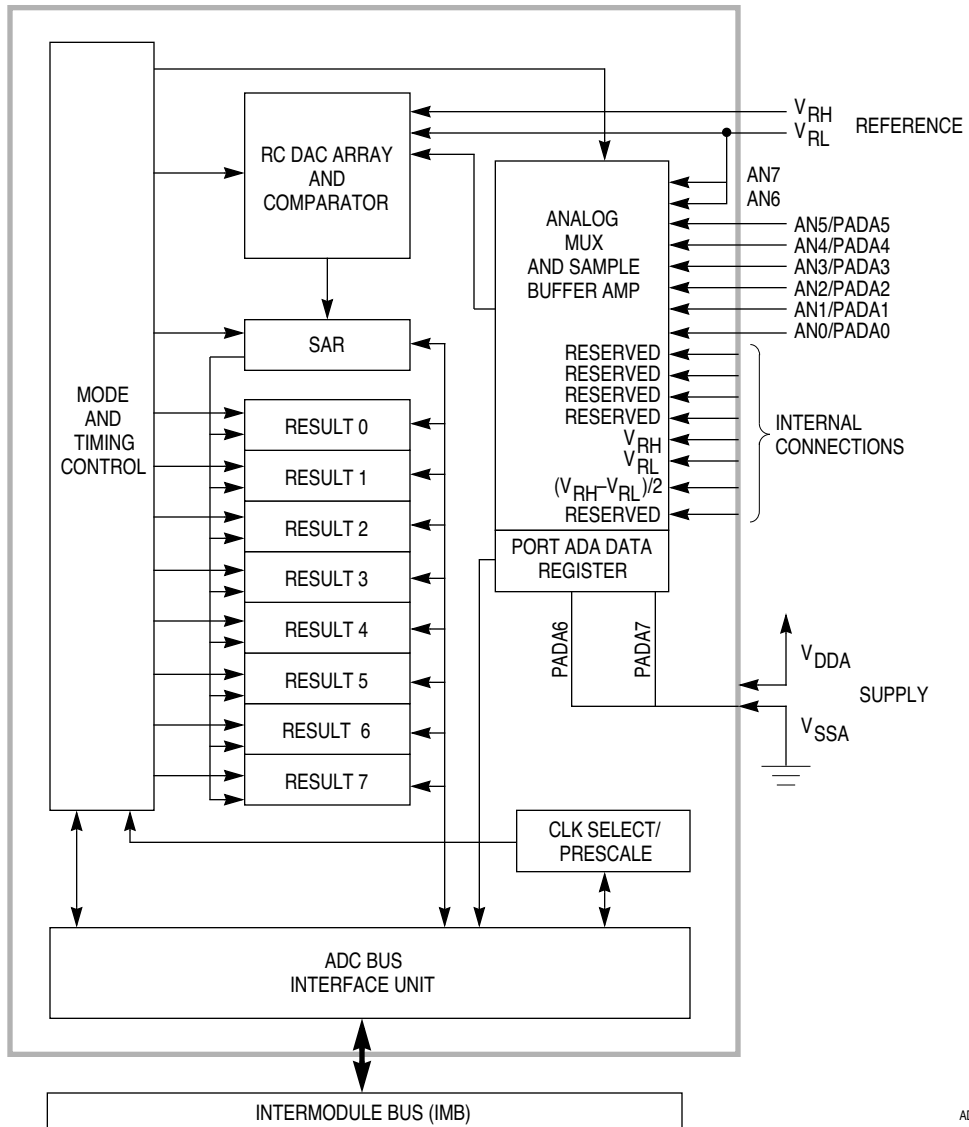 V_RH
V_RL
REFERENCE
RC DAC ARRAY
AND
COMPARATOR
AN7
AN6
ANALOG
MUX
AND SAMPLE
BUFFER AMP
AN5/PADA5
AN4/PADA4
AN3/PADA3
AN2/PADA2
AN1/PADA1
AN0/PADA0
SAR
RESERVED
RESERVED
RESERVED
RESERVED
V_RH
V_RL
(V_RH–V_RL)/2
RESERVED
INTERNAL
CONNECTIONS
MODE
AND
TIMING
CONTROL
RESULT 0
RESULT 1
RESULT 2
RESULT 3
RESULT 4
RESULT 5
RESULT 6
RESULT 7
PORT ADA DATA
REGISTER
PADA6
PADA7
V_DDA
SUPPLY
V_SSA
CLK SELECT/
PRESCALE
ADC BUS
INTERFACE UNIT
INTERMODULE BUS (IMB)